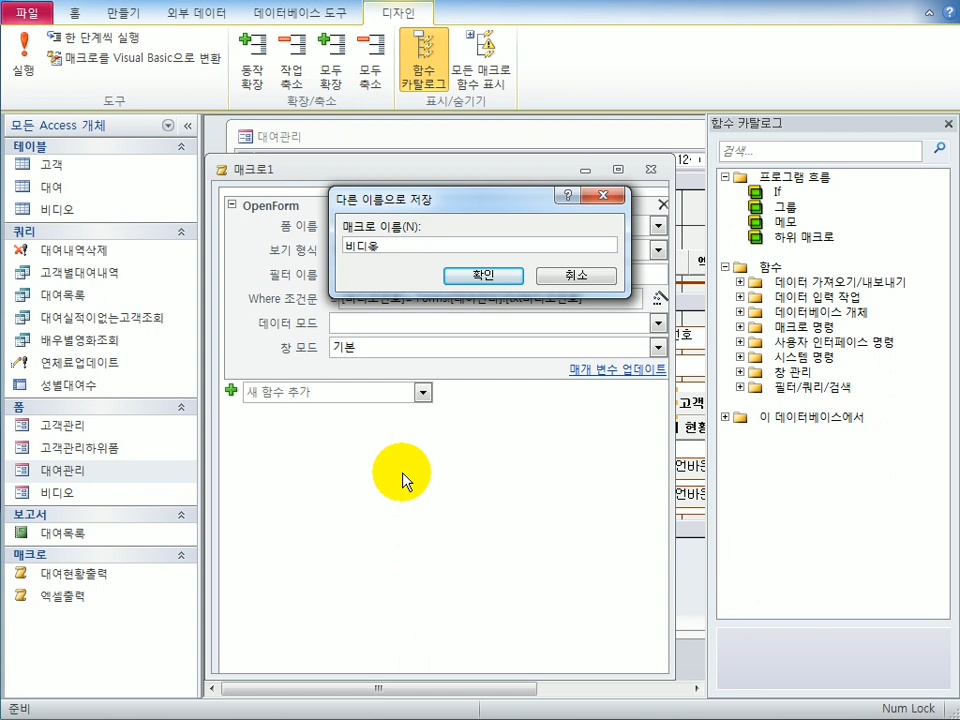 파일 홈 만들기 외부 데이터 데이터베이스 도구 디자인
실행
한 단계씩 실행
매크로를 Visual Basic으로 변환
도구
동작 확장
작업 축소
모두 확장
모두 축소
확장/축소
함수 카탈로그
모든 매크로 함수 표시
표시/숨기기
모든 Access 개체
테이블
고객
대여
비디오
쿼리
대여내역삭제
고객별대여내역
대여목록
대여실적이없는고객조회
배우별영화조회
연체료업데이트
성별대여수
폼
고객관리
고객관리하위폼
대여관리
비디오
보고서
대여목록
매크로
대여현황출력
엑셀출력
대여관리
매크로1
OpenForm
폼 이름
보기 형식
필터 이름
Where 조건문
데이터 모드
창 모드 기본
매개 변수 업데이트
새 함수 추가
다른 이름으로 저장
매크로 이름(N):
확인 취소
12
번호
고객
현황
언바운
언바운
함수 카탈로그
검색...
프로그램 흐름
If
그룹
메모
하위 매크로
함수
데이터 가져오기/내보내기
데이터 입력 작업
데이터베이스 개체
매크로 명령
사용자 인터페이스 명령
시스템 명령
창 관리
필터/쿼리/검색
이 데이터베이스에서
준비
Num Lock